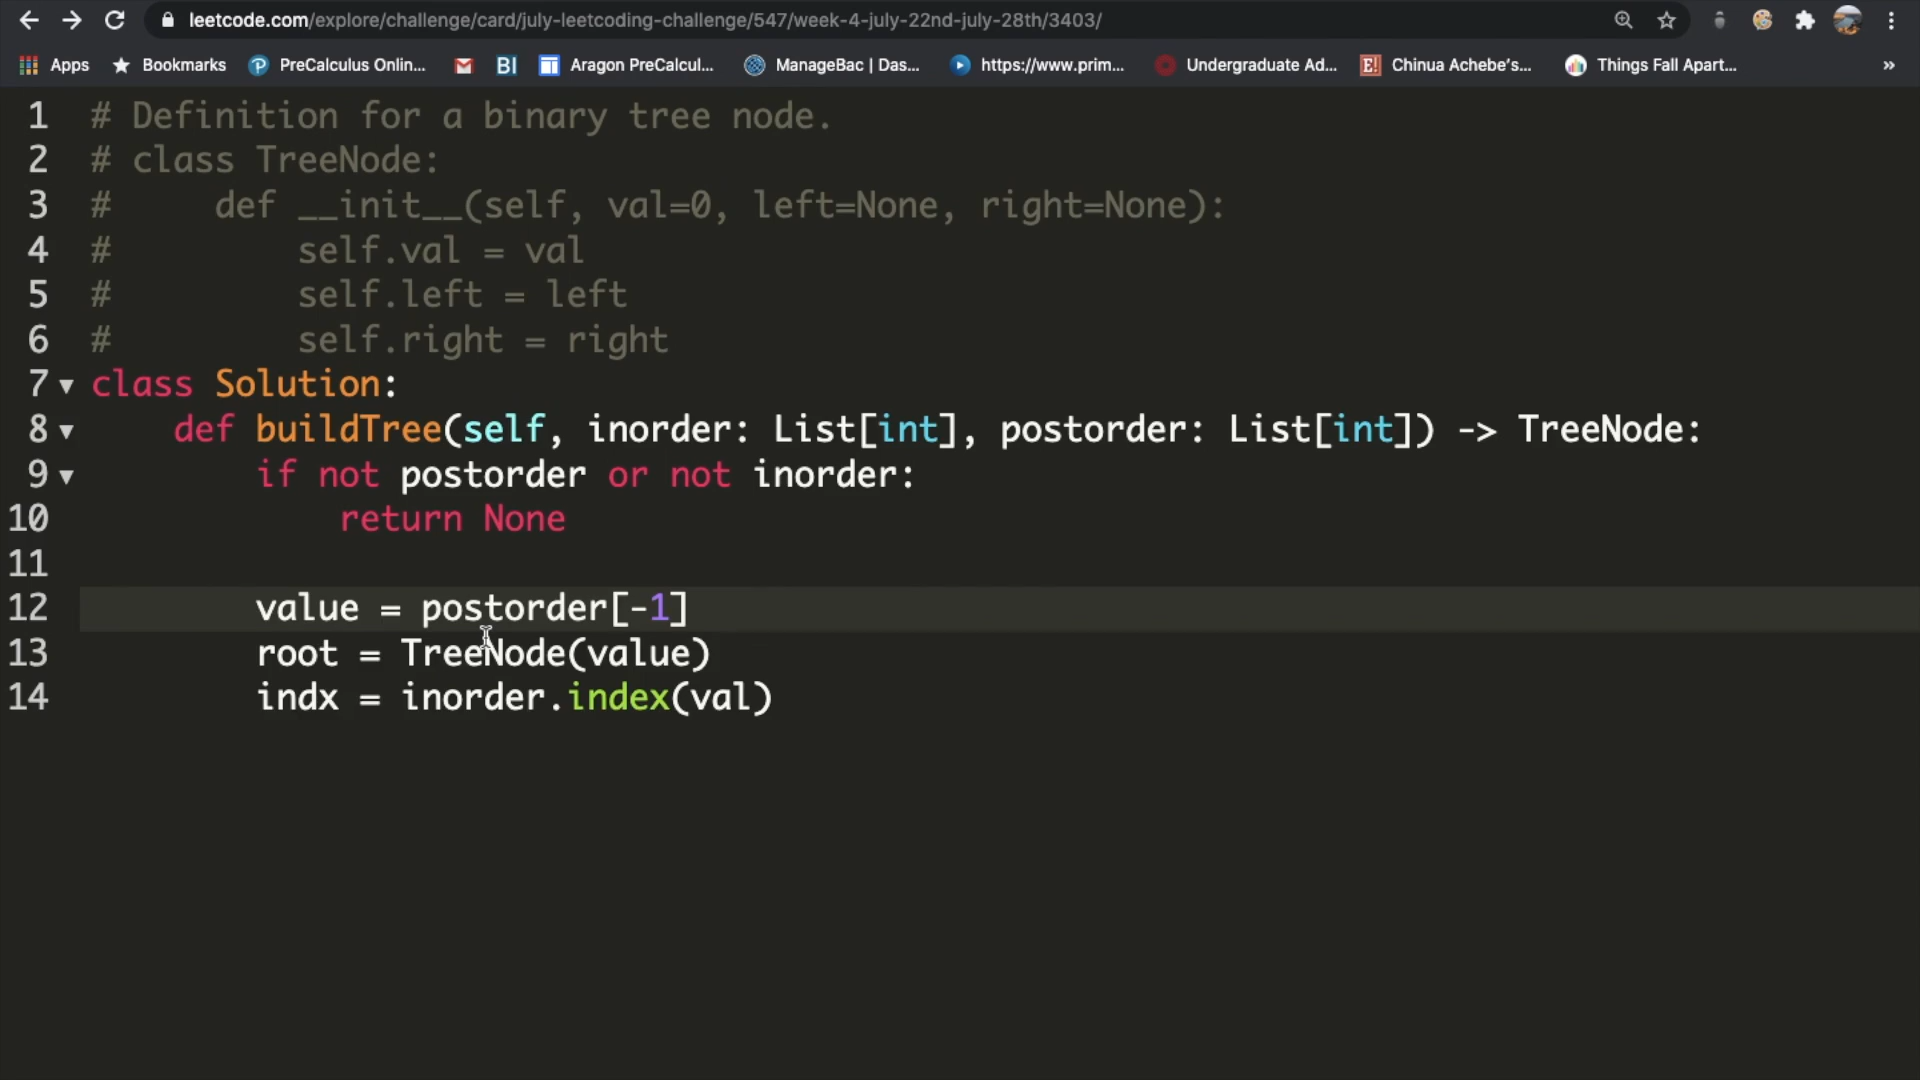 leetcode.com/explore/challenge/card/july-leetcoding-challenge/547/week-4-july-22nd-july-28th/3403/
Apps Bookmarks PreCalculus Onlin... BI Aragon PreCalcul... ManageBac | Das... https://www.prim... Undergraduate Ad... E! Chinua Achebe's... Things Fall Apart... »
1 # Definition for a binary tree node.
2 # class TreeNode:
3 #     def __init__(self, val=0, left=None, right=None):
4 #         self.val = val
5 #         self.left = left
6 #         self.right = right
7 class Solution:
8     def buildTree(self, inorder: List[int], postorder: List[int]) -> TreeNode:
9         if not postorder or not inorder:
10             return None
11
12         value = postorder[-1]
13         root = TreeNode(value)
14         indx = inorder.index(val)